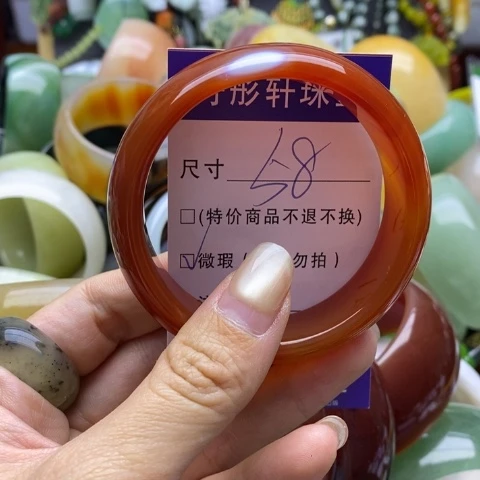 彤轩珠
尺寸 58
□(特价商品不退不换)
☑微瑕( 勿拍)